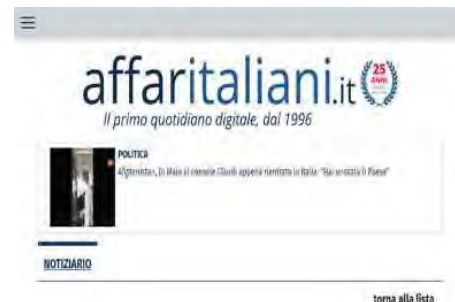 affaritaliani.it
25
ANNI
Il primo quotidiano digitale, dal 1996
POLITICA
Afghanistan, Di Maio al console Claudi appena rientrato in Italia: "Hai onorato il Paese"
NOTIZIARIO
torna alla lista